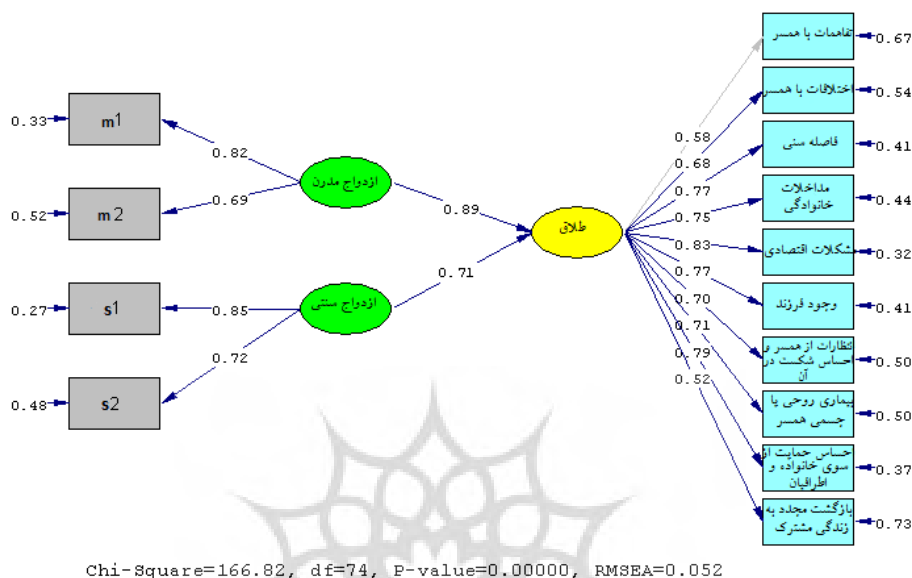 0.33
m1
0.82
0.52
m2
0.69
0.27
s1
0.85
0.48
s2
0.72
ازدواج مدرن
0.89
ازدواج سنتی
0.71
طلاق
0.58
0.68
0.77
0.75
0.83
0.77
0.70
0.71
0.79
0.52
تفاهمات با همسر
0.67
اختلافات با همسر
0.54
فاصله سنی
0.41
مداخلات
خانوادگی
0.44
مشکلات اقتصادی
0.32
وجود فرزند
0.41
نتظارات از همسر و
احساس شکست در
آن
0.50
بیماری روحی یا
جسمی همسر
0.50
حساس حمایت از
سوی خانواده و
اطرافیان
0.37
بازگشت مجدد به
زندگی مشترک
0.73
Chi-Square=166.82, df=74, P-value=0.00000, RMSEA=0.052